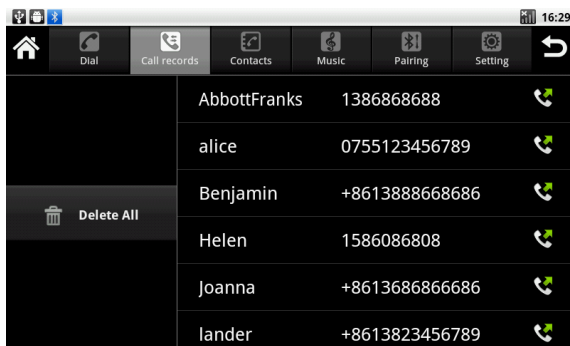 16:29
Dial Call records Contacts Music Pairing Setting
AbbottFranks 1386868688
alice 0755123456789
Benjamin +8613888668686
Delete All
Helen 1586086808
Joanna +8613686866686
lander +8613823456789